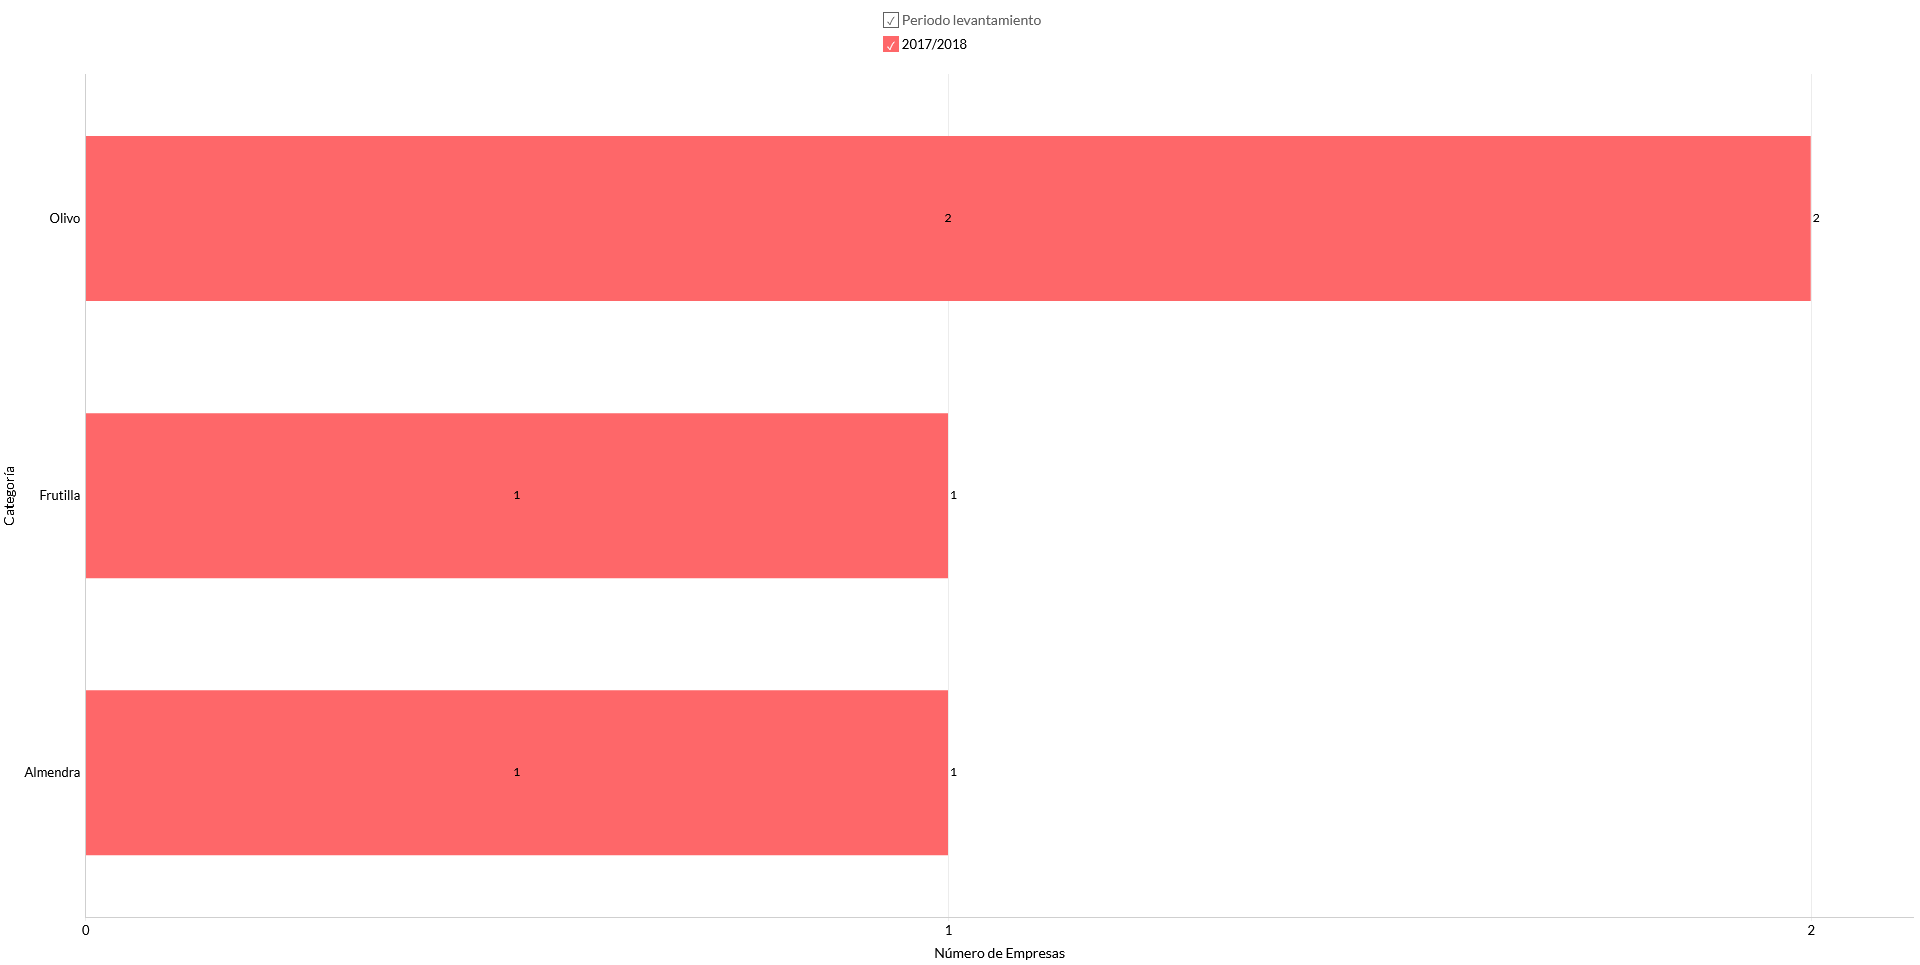 Periodo levantamiento
2017/2018
Olivo
2
2
Frutilla
1
1
Almendra
1
1
Categoría
0
1
2
Número de Empresas